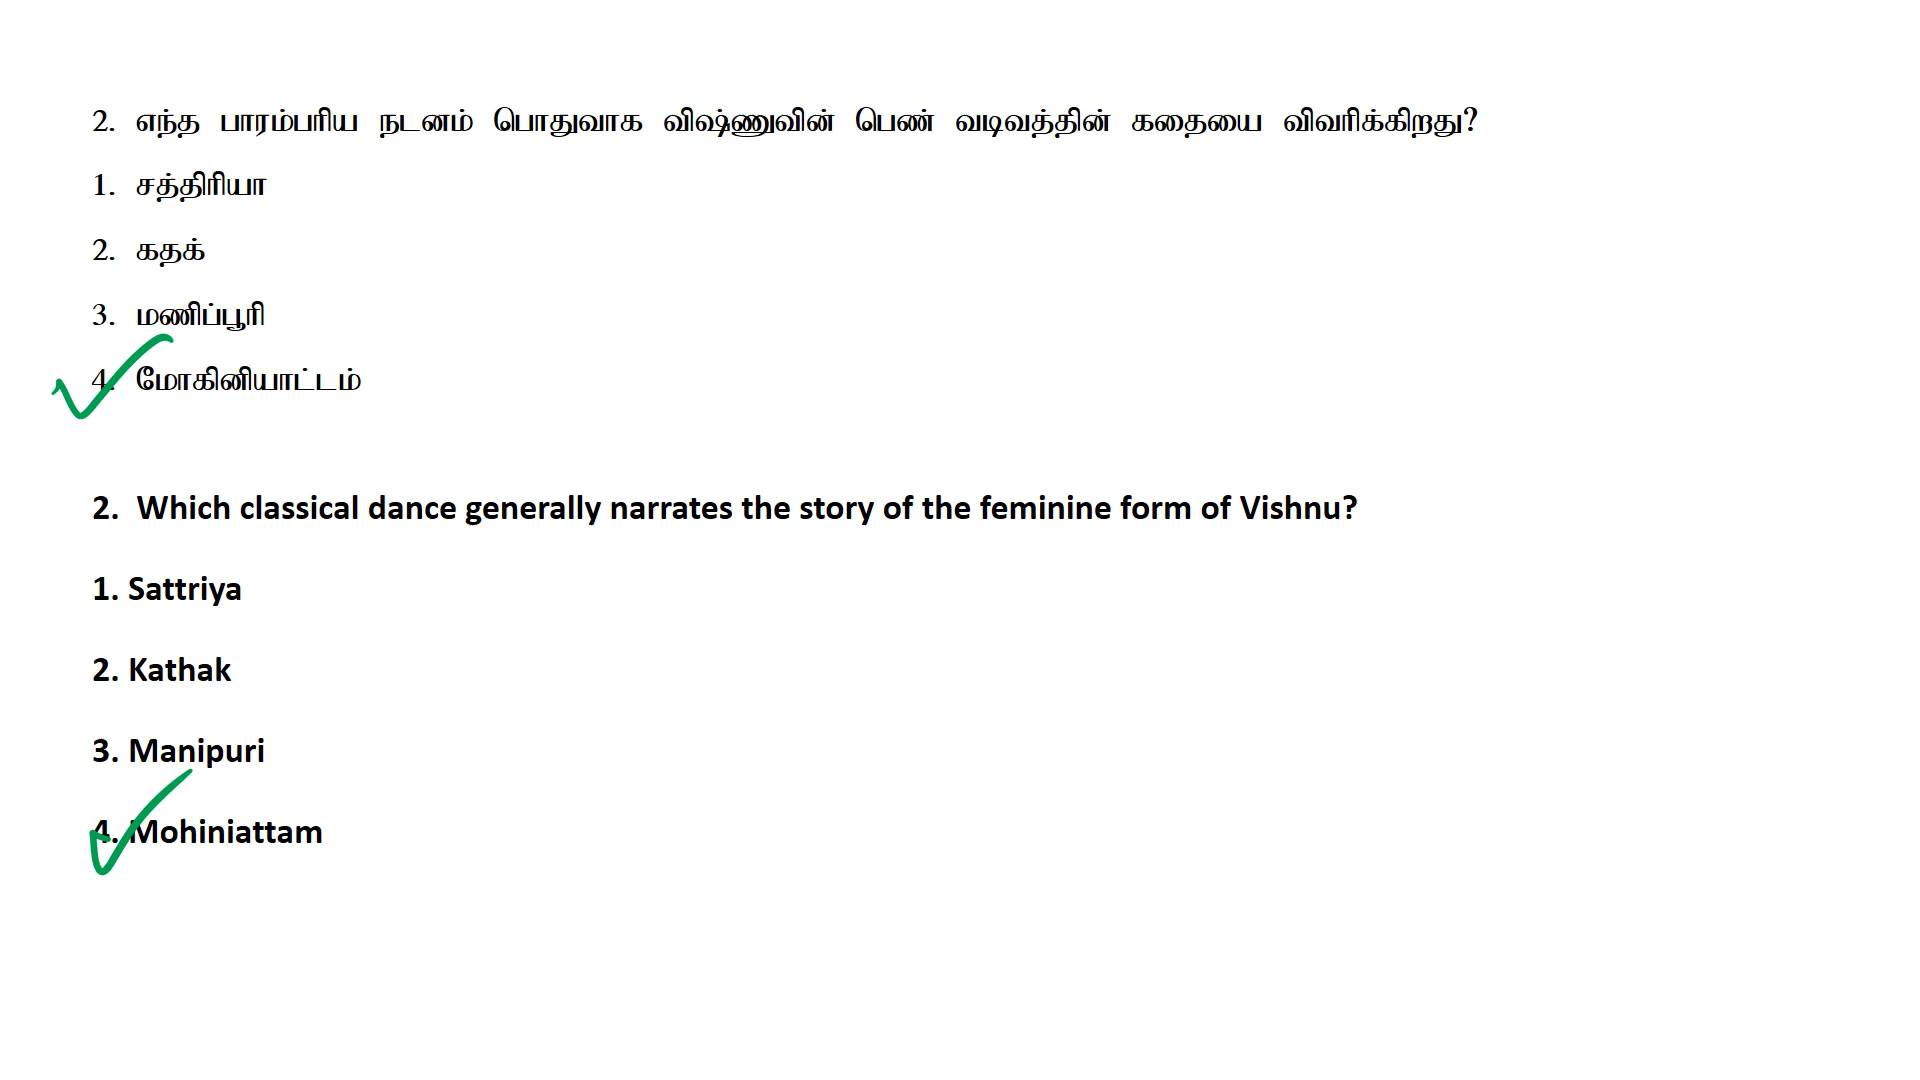 2. எந்த பாரம்பரிய நடனம் பொதுவாக விஷ்ணுவின் பெண் வடிவத்தின் கதையை விவரிக்கிறது?
1. சத்திரியா
2. கதக்
3. மணிப்பூரி
4. மோகினியாட்டம்
2. Which classical dance generally narrates the story of the feminine form of Vishnu?
1. Sattriya
2. Kathak
3. Manipuri
4. Mohiniattam